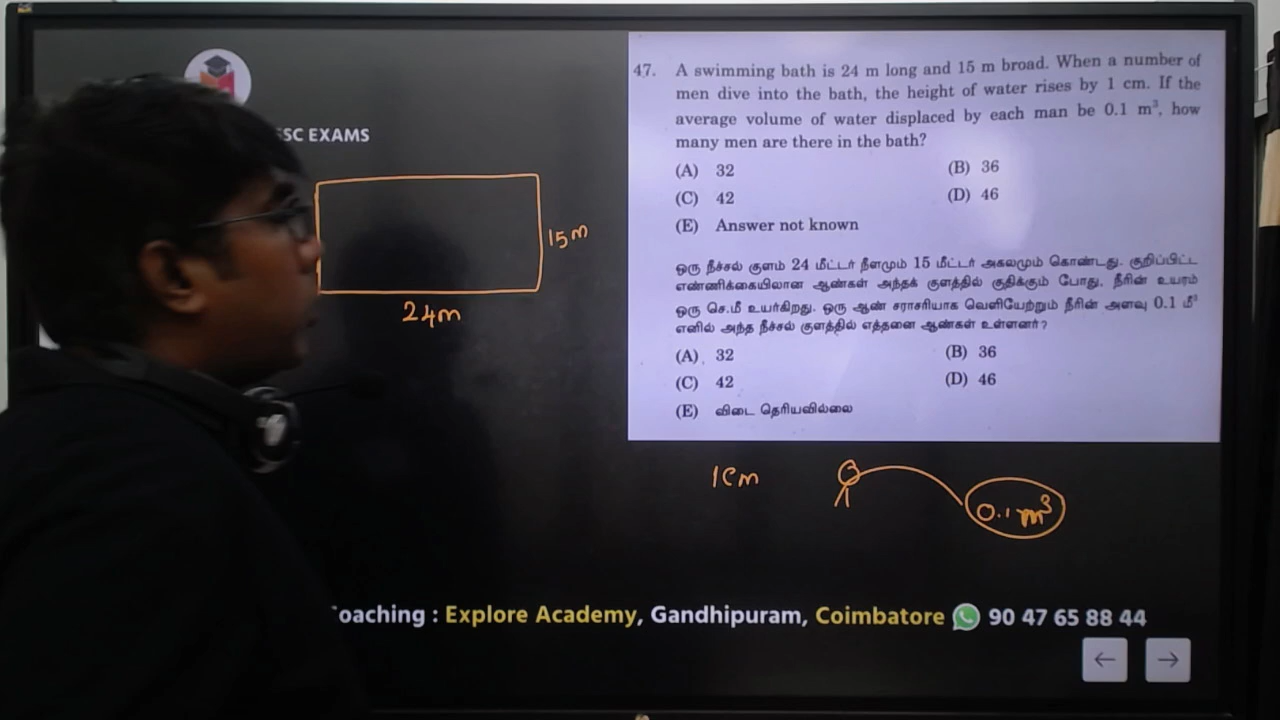 SSC EXAMS
47. A swimming bath is 24 m long and 15 m broad. When a number of
men dive into the bath, the height of water rises by 1 cm. If the
average volume of water displaced by each man be 0.1 m³, how
many men are there in the bath?
(A) 32 (B) 36
(C) 42 (D) 46
(E) Answer not known
ஒரு நீச்சல் குளம் 24 மீட்டர் நீளமும் 15 மீட்டர் அகலமும் கொண்டது. குறிப்பிட்ட
எண்ணிக்கையிலான ஆண்கள் அந்தக் குளத்தில் குதிக்கும் போது, நீரின் உயரம்
ஒரு செ.மீ உயர்கிறது. ஒரு ஆண் சராசரியாக வெளியேற்றும் நீரின் அளவு 0.1 மீ³
எனில் அந்த நீச்சல் குளத்தில் எத்தனை ஆண்கள் உள்ளனர்?
(A) 32 (B) 36
(C) 42 (D) 46
(E) விடை தெரியவில்லை
15m
24m
1cm 0.1 m³
oaching : Explore Academy, Gandhipuram, Coimbatore 90 47 65 88 44